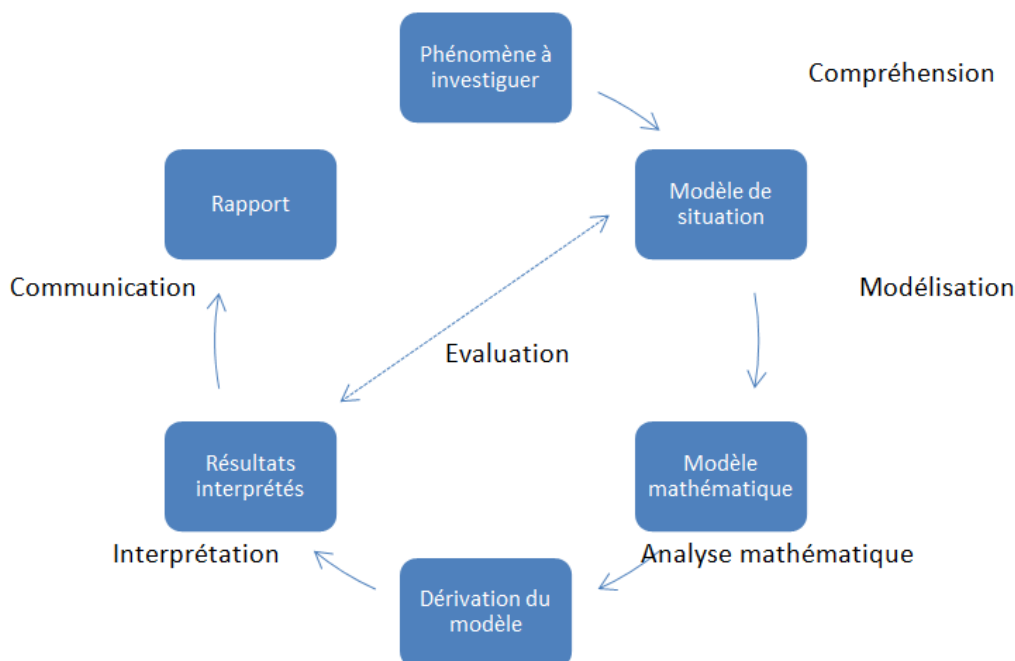 Phénomène à
investiguer
Compréhension
Modèle de
situation
Rapport
Communication
Modélisation
Evaluation
Modèle
mathématique
Résultats
interprétés
Interprétation
Analyse mathématique
Dérivation du
modèle